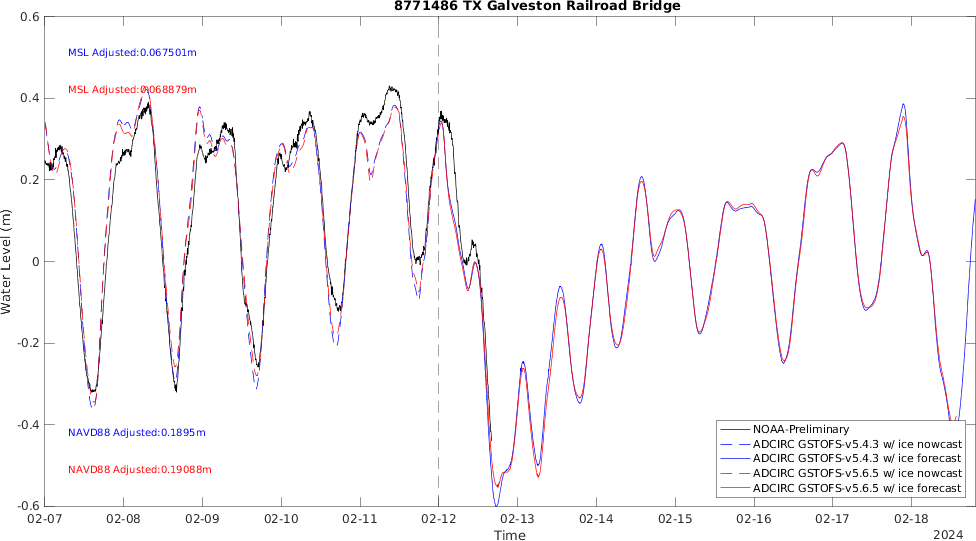 8771486 TX Galveston Railroad Bridge
0.6
MSL Adjusted:0.067501m
MSL Adjusted:0.068879m
0.4
0.2
Water Level (m)
0
-0.2
-0.4
NAVD88 Adjusted:0.1895m
NAVD88 Adjusted:0.19088m
NOAA-Preliminary
ADCIRC GSTOFS-v5.4.3 w/ ice nowcast
ADCIRC GSTOFS-v5.4.3 w/ ice forecast
ADCIRC GSTOFS-v5.6.5 w/ ice nowcast
ADCIRC GSTOFS-v5.6.5 w/ ice forecast
-0.6
02-07 02-08 02-09 02-10 02-11 02-12 02-13 02-14 02-15 02-16 02-17 02-18
Time
2024